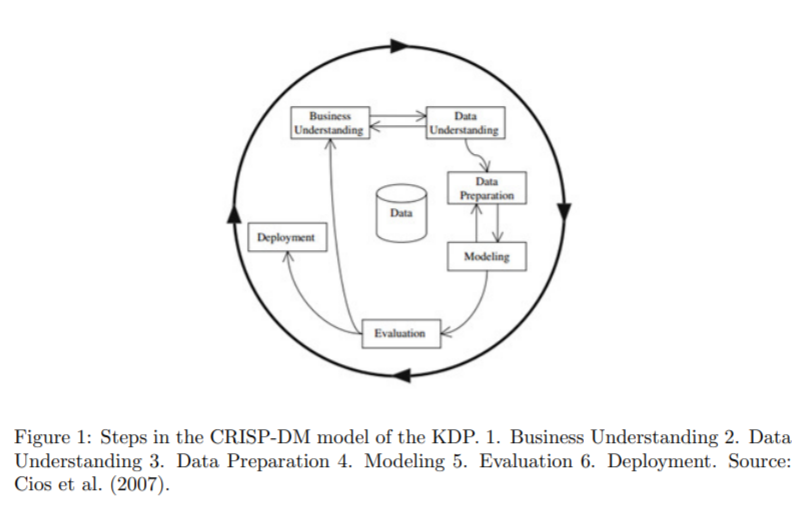 Business
Understanding
Data
Understanding
Data
Preparation
Data
Deployment
Modeling
Evaluation
Figure 1: Steps in the CRISP-DM model of the KDP. 1. Business Understanding 2. Data
Understanding 3. Data Preparation 4. Modeling 5. Evaluation 6. Deployment. Source:
Cios et al. (2007).